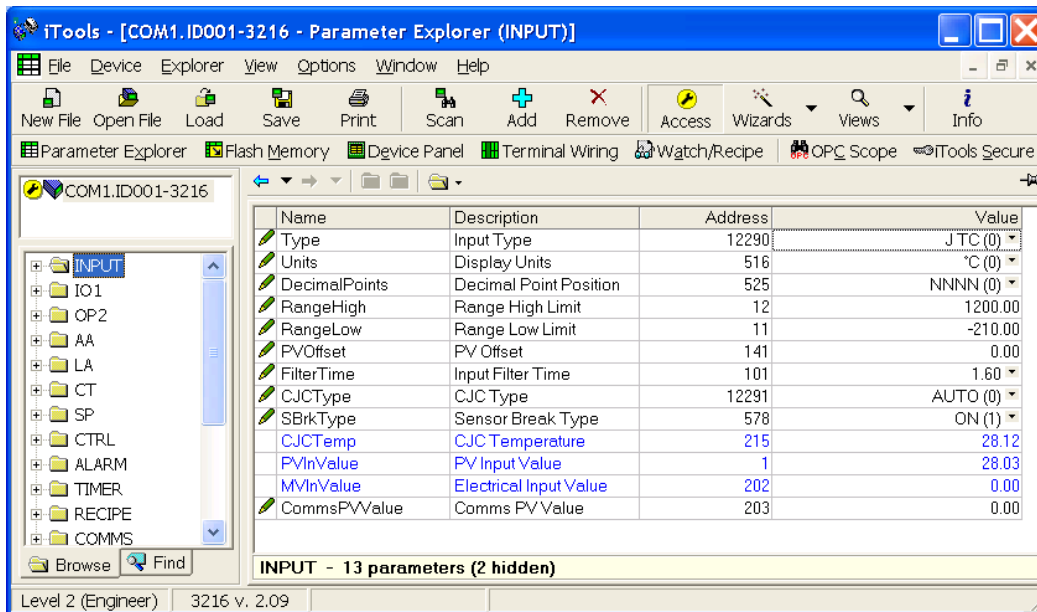 iTools - [COM1.ID001-3216 - Parameter Explorer (INPUT)]
File Device Explorer View Options Window Help
New File Open File Load Save Print Scan Add Remove Access Wizards Views Info
Parameter Explorer Flash Memory Device Panel Terminal Wiring Watch/Recipe OPC Scope iTools Secure
COM1.ID001-3216
INPUT
IO1
OP2
AA
LA
CT
SP
CTRL
ALARM
TIMER
RECIPE
COMMS
Browse Find
Name Description Address Value
Type Input Type 12290 J TC (0)
Units Display Units 516 °C (0)
DecimalPoints Decimal Point Position 525 NNNN (0)
RangeHigh Range High Limit 12 1200.00
RangeLow Range Low Limit 11 -210.00
PVOffset PV Offset 141 0.00
FilterTime Input Filter Time 101 1.60
CJCType CJC Type 12291 AUTO (0)
SBrkType Sensor Break Type 578 ON (1)
CJCTemp CJC Temperature 215 28.12
PVInValue PV Input Value 1 28.03
MVInValue Electrical Input Value 202 0.00
CommsPVValue Comms PV Value 203 0.00
INPUT - 13 parameters (2 hidden)
Level 2 (Engineer) 3216 v. 2.09